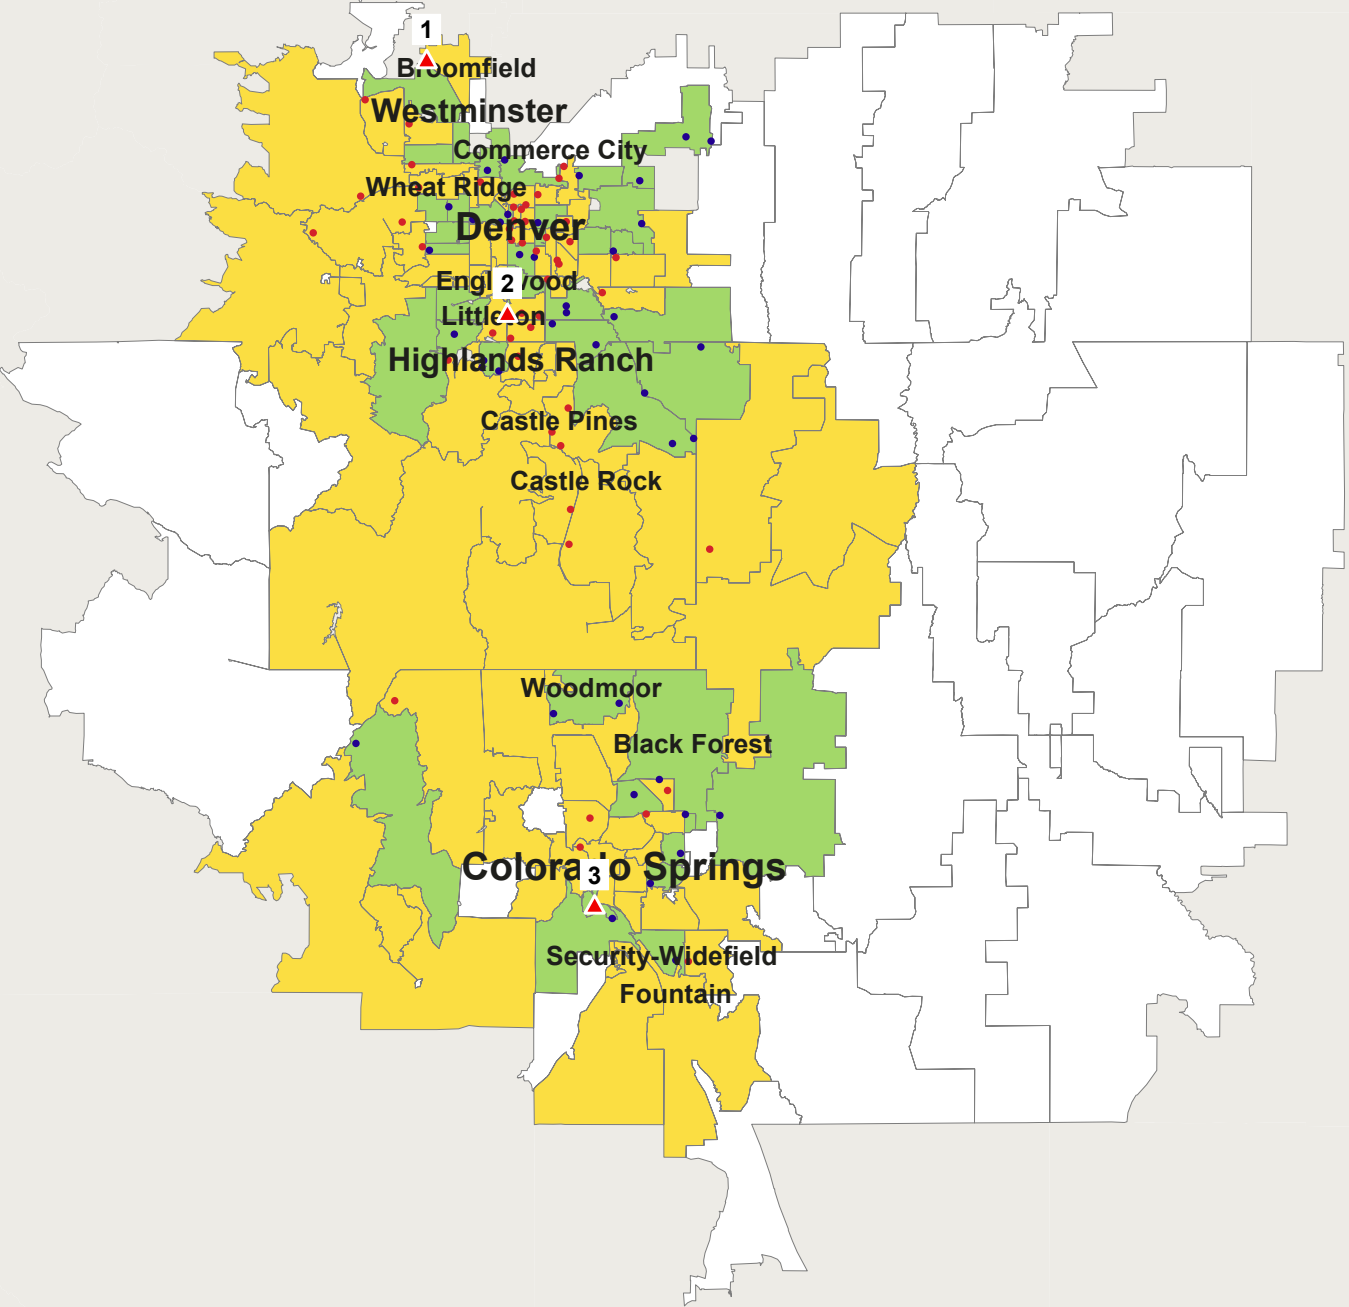 1
Broomfield
Westminster
Commerce City
Wheat Ridge
Denver
Englewood
2
Littleton
Highlands Ranch
Castle Pines
Castle Rock
Woodmoor
Black Forest
Colorado Springs
3
Security-Widefield
Fountain